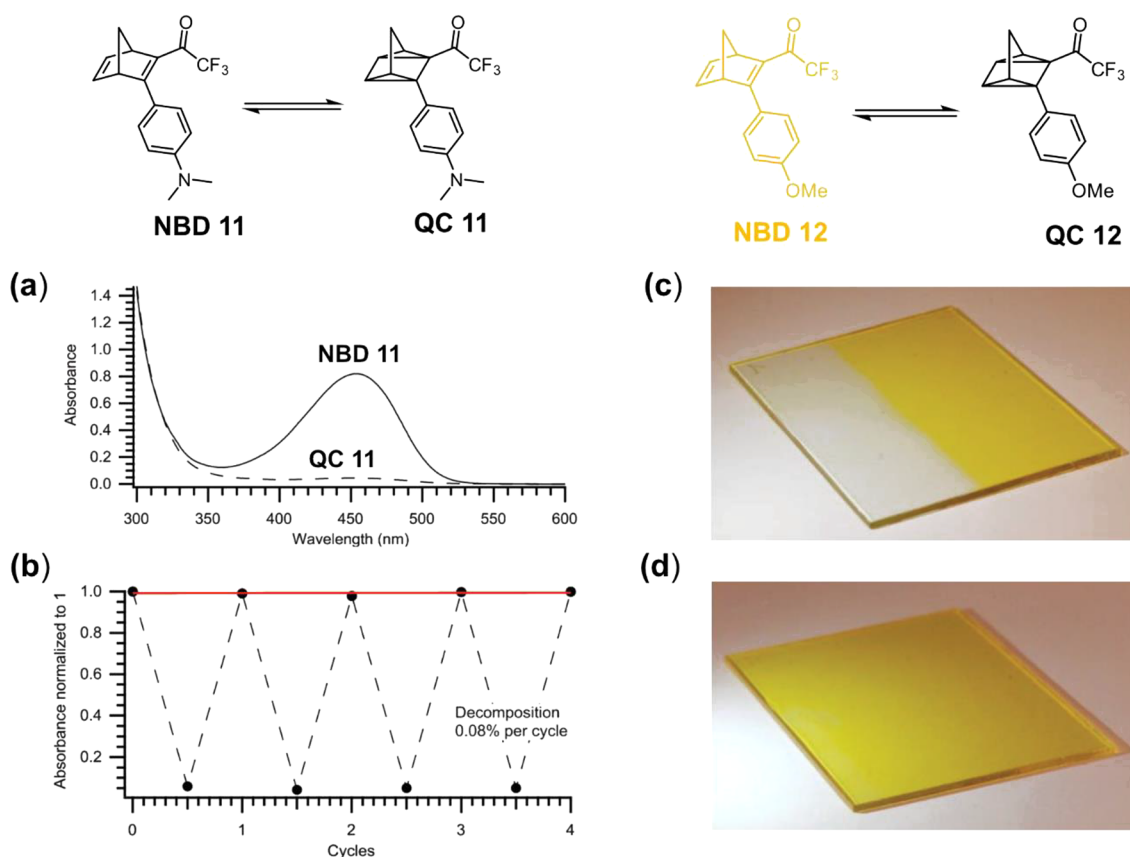 O
CF3
N
NBD 11
O
CF3
N
QC 11
O
CF3
OMe
NBD 12
O
CF3
OMe
QC 12
(a)
1.4
1.2
1.0
0.8
0.6
0.4
0.2
0.0
Absorbance
NBD 11
QC 11
300
350
400
450
500
550
600
Wavelength (nm)
(b)
1.0
0.8
0.6
0.4
0.2
Absorbance normalized to 1
Decomposition
0.08% per cycle
0
1
2
3
4
Cycles
(c)
(d)